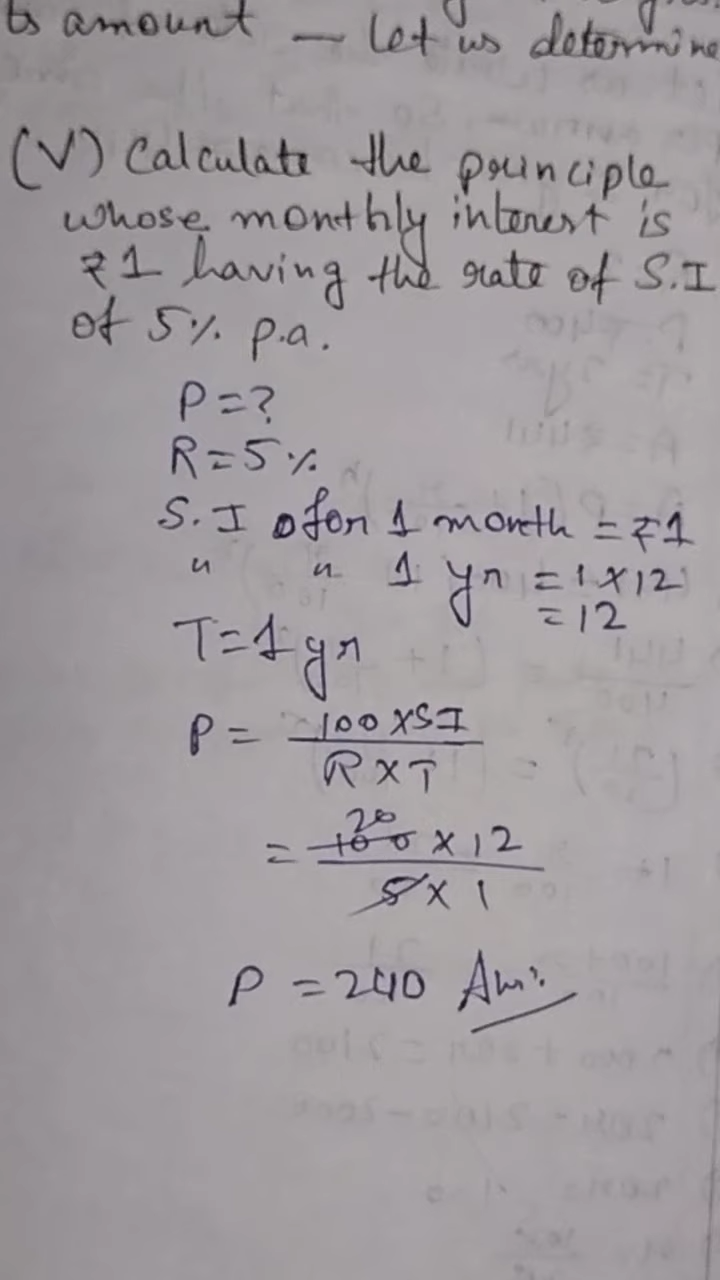 ts amount — Let us determine
(V) Calculate the principle
whose monthly interest is
₹1 having the rate of S.I
of 5% p.a.
P=?
R=5%
S.I for 1 month = ₹1
" " 1 yr = 1×12
= 12
T=1 yr
P = 100 × SI
R × T
20
= 100 × 12
5 × 1
P = 240 Ans: